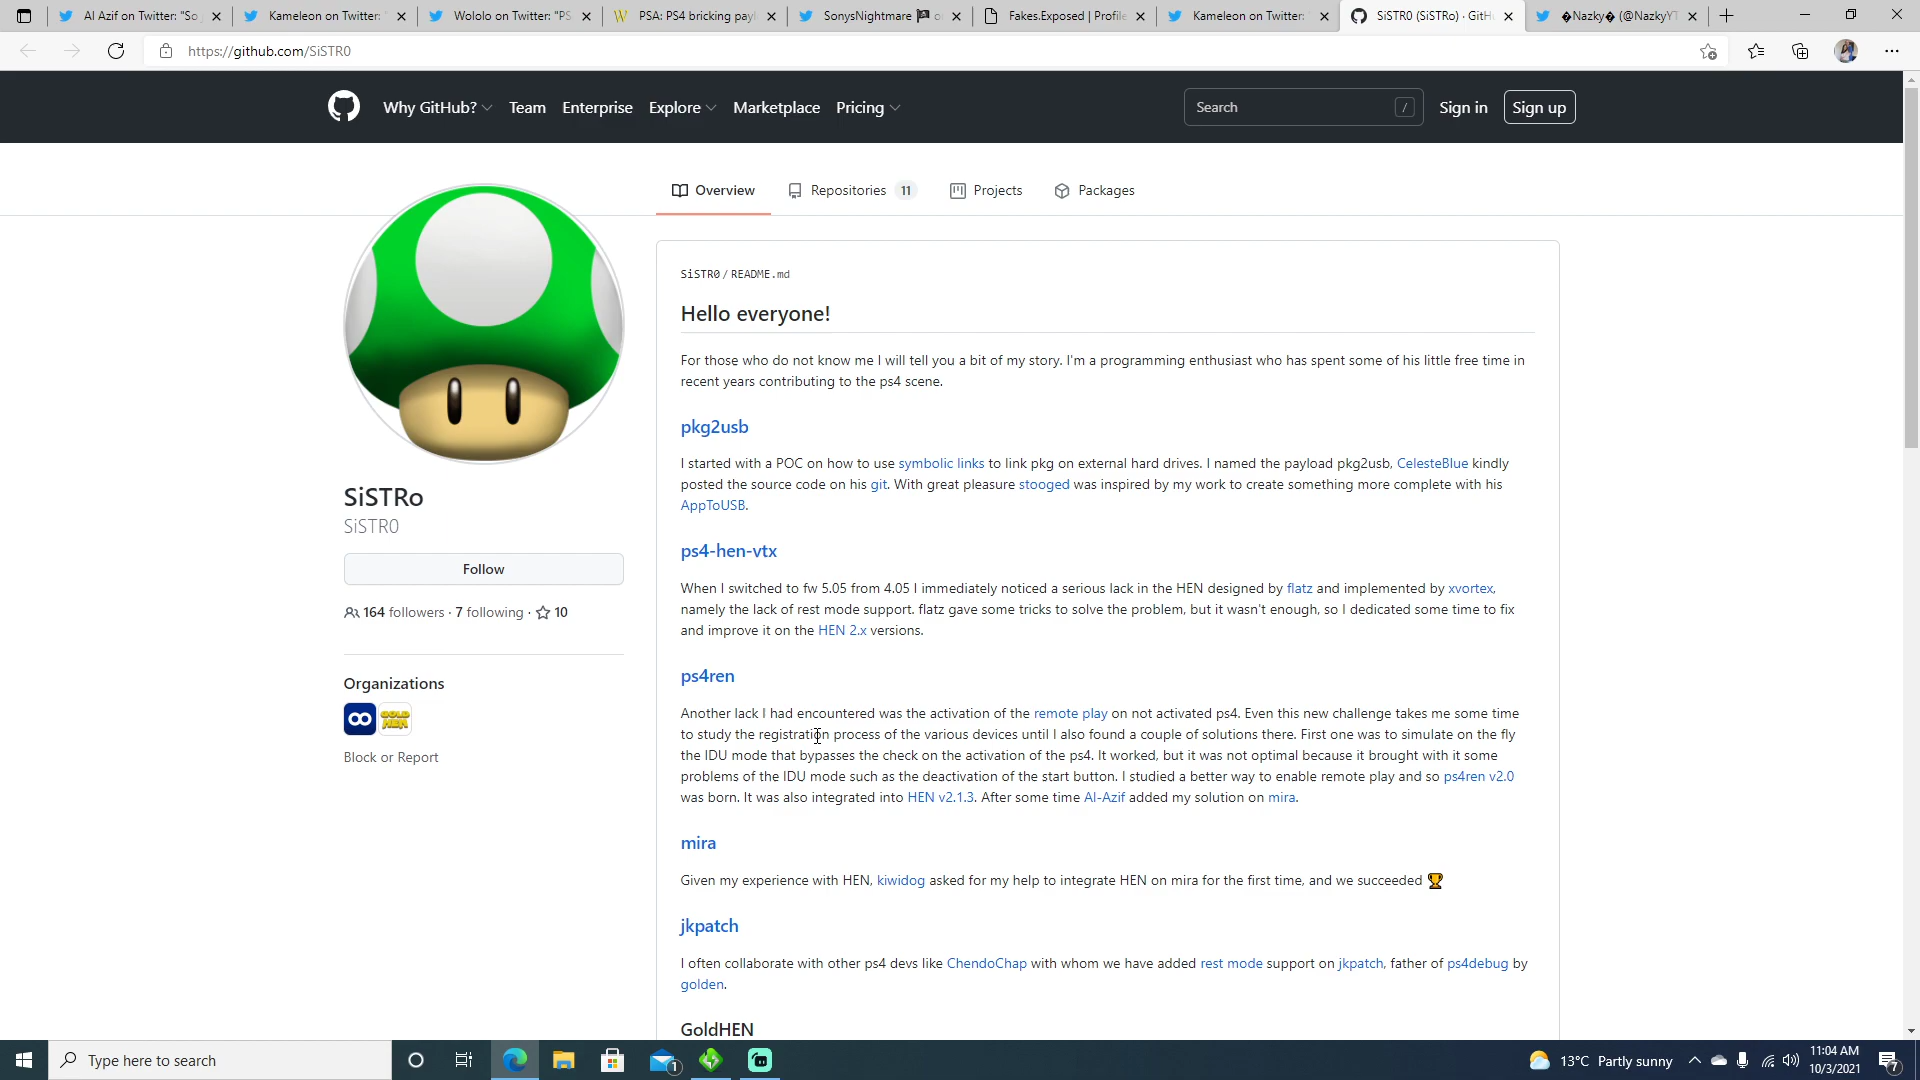 Al Azif on Twitter: "So
Kameleon on Twitter:
Wololo on Twitter: "PS
PSA: PS4 bricking payl
SonysNightmare
Fakes.Exposed | Profile
Kameleon on Twitter:
SiSTR0 (SiSTRo) · GitH
�Nazky� (@NazkyYT
https://github.com/SiSTR0
Why GitHub? Team Enterprise Explore Marketplace Pricing
Search /
Sign in Sign up
Overview Repositories 11 Projects Packages
SiSTR0 / README.md
Hello everyone!
For those who do not know me I will tell you a bit of my story. I'm a programming enthusiast who has spent some of his little free time in
recent years contributing to the ps4 scene.
pkg2usb
I started with a POC on how to use symbolic links to link pkg on external hard drives. I named the payload pkg2usb, CelesteBlue kindly
posted the source code on his git. With great pleasure stooged was inspired by my work to create something more complete with his
AppToUSB.
ps4-hen-vtx
When I switched to fw 5.05 from 4.05 I immediately noticed a serious lack in the HEN designed by flatz and implemented by xvortex,
namely the lack of rest mode support. flatz gave some tricks to solve the problem, but it wasn't enough, so I dedicated some time to fix
and improve it on the HEN 2.x versions.
ps4ren
Another lack I had encountered was the activation of the remote play on not activated ps4. Even this new challenge takes me some time
to study the registration process of the various devices until I also found a couple of solutions there. First one was to simulate on the fly
the IDU mode that bypasses the check on the activation of the ps4. It worked, but it was not optimal because it brought with it some
problems of the IDU mode such as the deactivation of the start button. I studied a better way to enable remote play and so ps4ren v2.0
was born. It was also integrated into HEN v2.1.3. After some time Al-Azif added my solution on mira.
mira
Given my experience with HEN, kiwidog asked for my help to integrate HEN on mira for the first time, and we succeeded 🏆
jkpatch
I often collaborate with other ps4 devs like ChendoChap with whom we have added rest mode support on jkpatch, father of ps4debug by
golden.
GoldHEN
SiSTRo
SiSTR0
Follow
164 followers · 7 following · 10
Organizations
GOLD
HEN
Block or Report
Type here to search
1
13°C Partly sunny
11:04 AM
10/3/2021
7